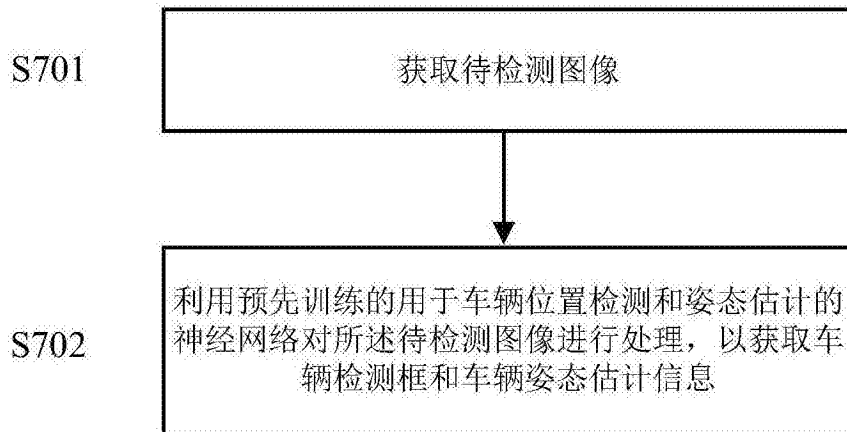 S701
获取待检测图像
S702
利用预先训练的用于车辆位置检测和姿态估计的
神经网络对所述待检测图像进行处理，以获取车
辆检测框和车辆姿态估计信息